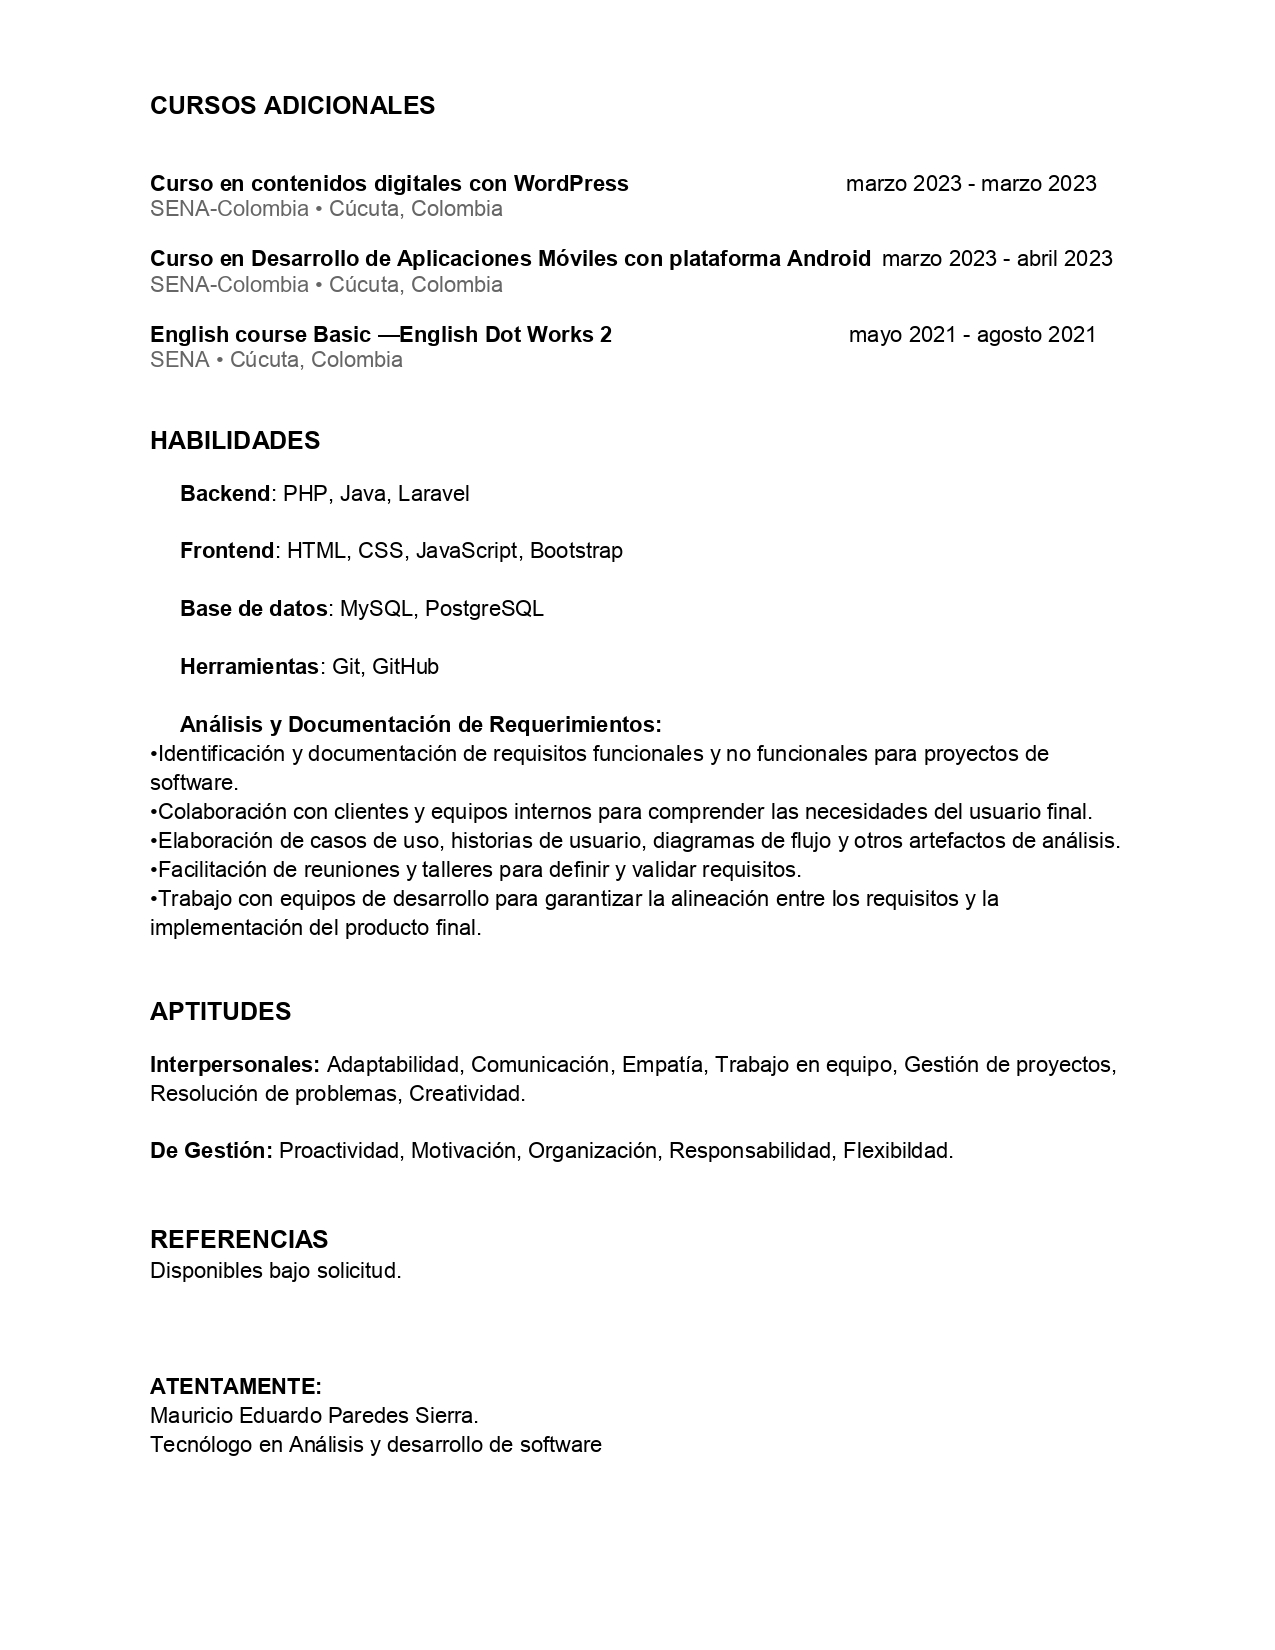 CURSOS ADICIONALES
Curso en contenidos digitales con WordPress marzo 2023 - marzo 2023
SENA-Colombia • Cúcuta, Colombia
Curso en Desarrollo de Aplicaciones Móviles con plataforma Android marzo 2023 - abril 2023
SENA-Colombia • Cúcuta, Colombia
English course Basic —English Dot Works 2 mayo 2021 - agosto 2021
SENA • Cúcuta, Colombia
HABILIDADES
Backend: PHP, Java, Laravel
Frontend: HTML, CSS, JavaScript, Bootstrap
Base de datos: MySQL, PostgreSQL
Herramientas: Git, GitHub
Análisis y Documentación de Requerimientos:
•Identificación y documentación de requisitos funcionales y no funcionales para proyectos de
software.
•Colaboración con clientes y equipos internos para comprender las necesidades del usuario final.
•Elaboración de casos de uso, historias de usuario, diagramas de flujo y otros artefactos de análisis.
•Facilitación de reuniones y talleres para definir y validar requisitos.
•Trabajo con equipos de desarrollo para garantizar la alineación entre los requisitos y la
implementación del producto final.
APTITUDES
Interpersonales: Adaptabilidad, Comunicación, Empatía, Trabajo en equipo, Gestión de proyectos,
Resolución de problemas, Creatividad.
De Gestión: Proactividad, Motivación, Organización, Responsabilidad, Flexibildad.
REFERENCIAS
Disponibles bajo solicitud.
ATENTAMENTE:
Mauricio Eduardo Paredes Sierra.
Tecnólogo en Análisis y desarrollo de software